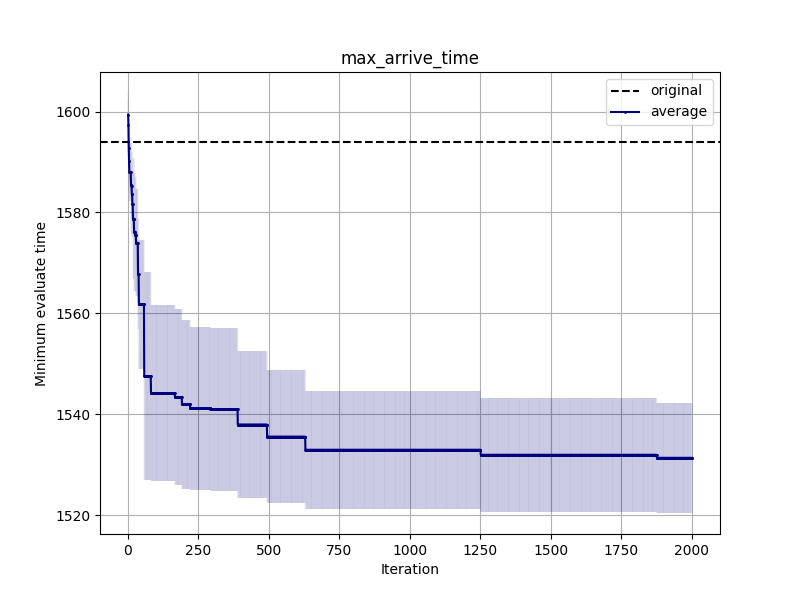 max_arrive_time
original
average
Minimum evaluate time
1600
1580
1560
1540
1520
0 250 500 750 1000 1250 1500 1750 2000
Iteration